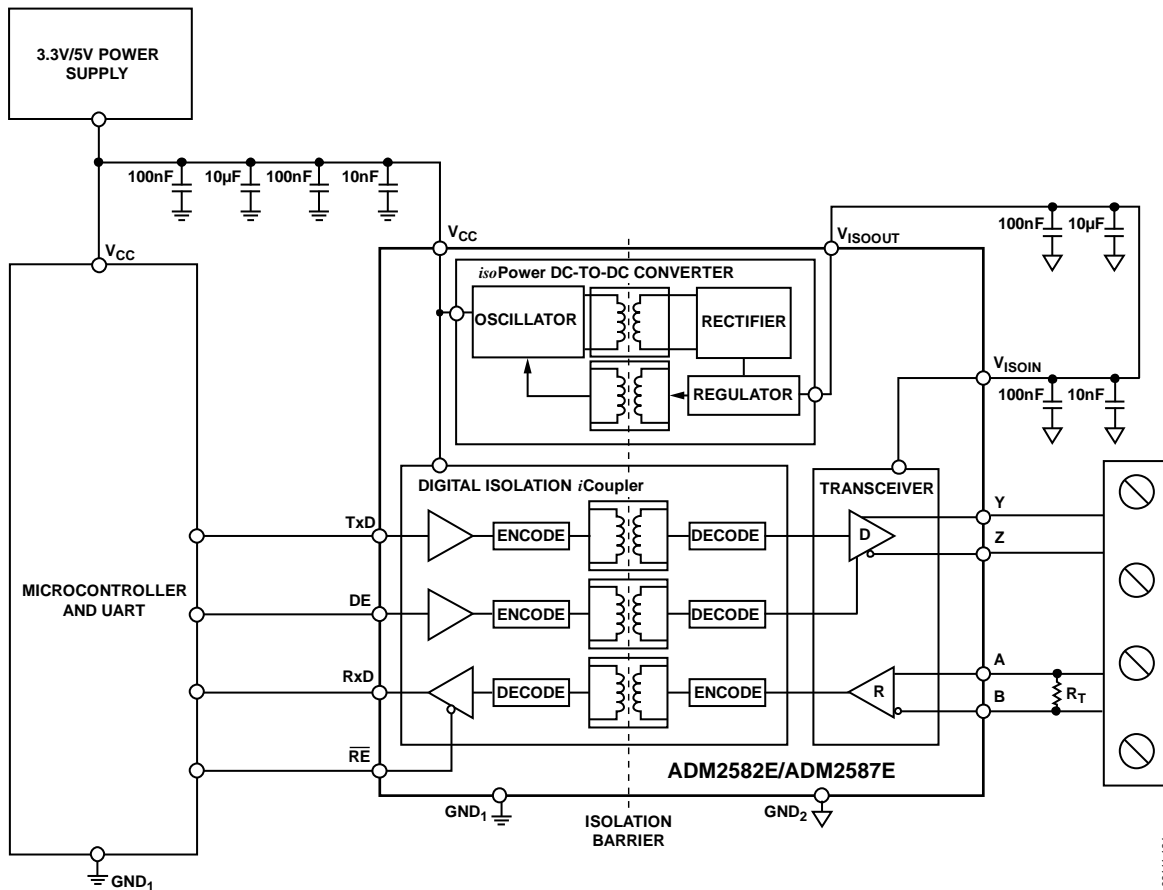 3.3V/5V POWER
SUPPLY
100nF
10µF
100nF
10nF
VCC
VCC
VISOOUT
100nF
10µF
isoPower DC-TO-DC CONVERTER
OSCILLATOR
RECTIFIER
REGULATOR
VISOIN
100nF
10nF
DIGITAL ISOLATION iCoupler
TRANSCEIVER
TxD
ENCODE
DECODE
D
Y
Z
MICROCONTROLLER
AND UART
DE
ENCODE
DECODE
RxD
DECODE
ENCODE
R
A
B
RT
RE
ADM2582E/ADM2587E
GND1
ISOLATION
BARRIER
GND2
GND1